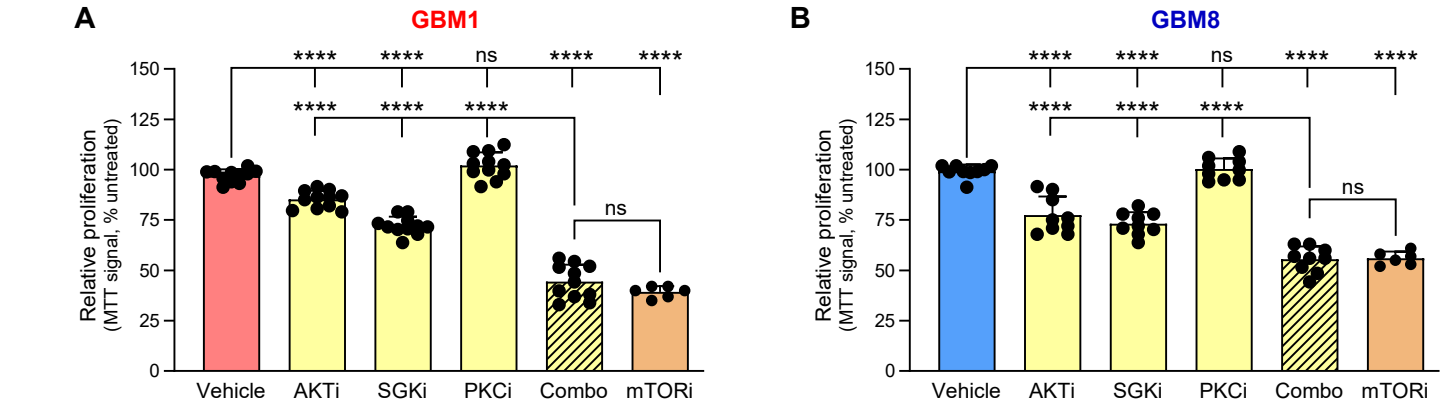 A
GBM1
**** **** ns **** ****
**** **** ****
ns
150
125
100
75
50
25
0
Relative proliferation
(MTT signal, % untreated)
Vehicle AKTi SGKi PKCi Combo mTORi
B
GBM8
**** **** ns **** ****
**** **** ****
ns
150
125
100
75
50
25
0
Relative proliferation
(MTT signal, % untreated)
Vehicle AKTi SGKi PKCi Combo mTORi